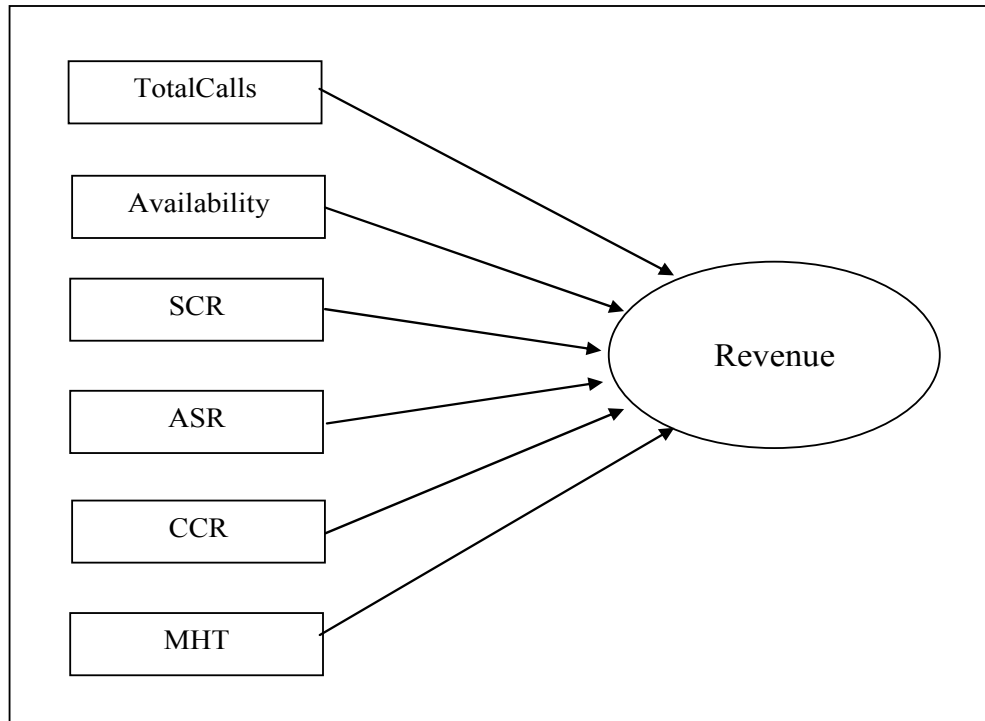 TotalCalls
Availability
SCR
ASR
CCR
MHT
Revenue